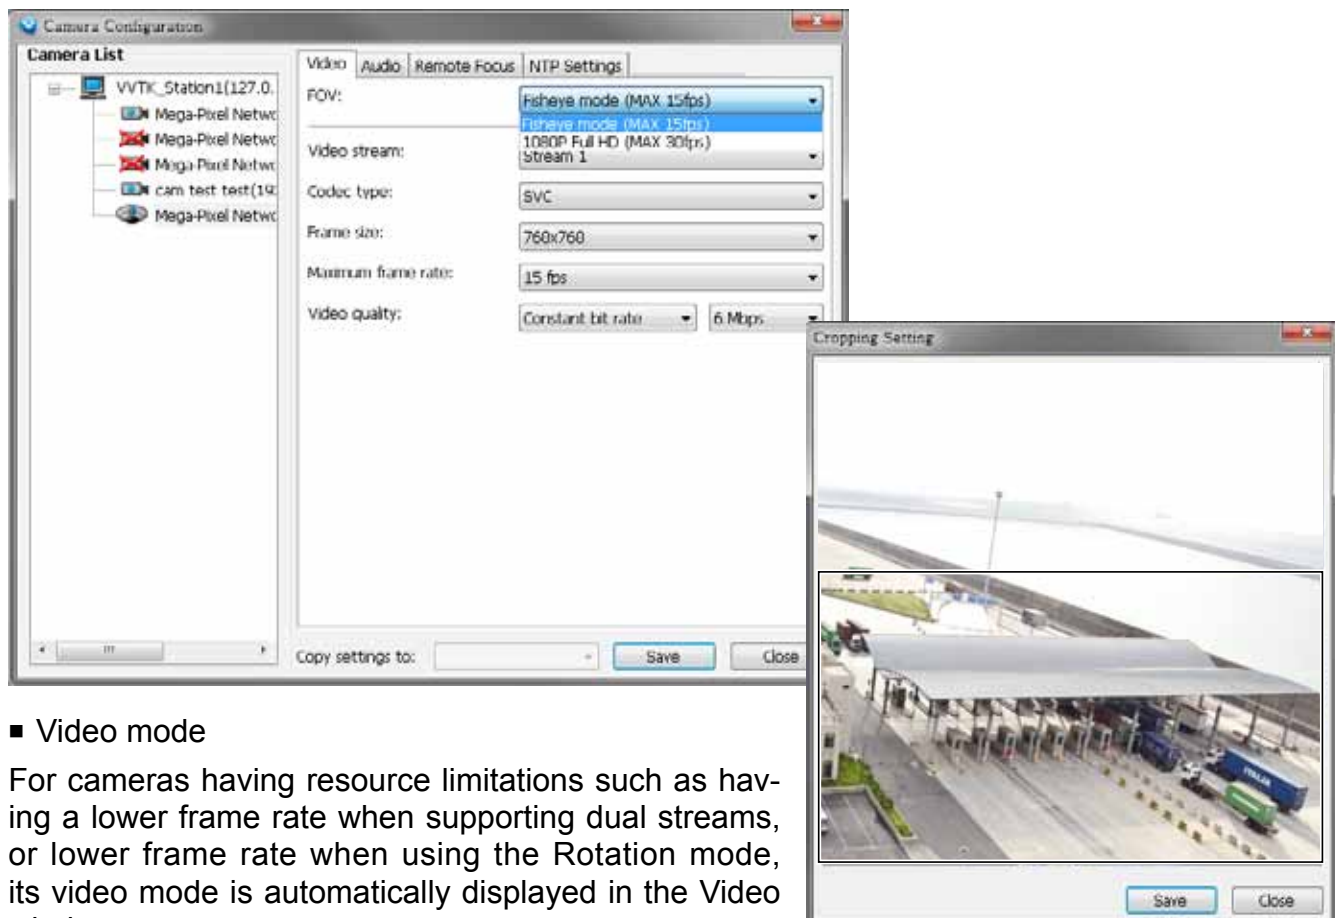 Camera Configuration
Camera List
VVTK_Station1(127.0.
Mega-Pixel Netwo
Mega-Pixel Netwo
Mega-Pixel Netwo
cam test test(192
Mega-Pixel Netwo
Video Audio Remote Focus NTP Settings
FOV: Fisheye mode (MAX 15fps)
Fisheye mode (MAX 15fps)
1080P Full HD (MAX 30fps)
Video stream: Stream 1
Codec type: SVC
Frame size: 768x768
Maximum frame rate: 15 fps
Video quality: Constant bit rate 6 Mbps
Copy settings to: Save Close
Cropping Setting
Save Close
■ Video mode
For cameras having resource limitations such as hav-
ing a lower frame rate when supporting dual streams,
or lower frame rate when using the Rotation mode,
its video mode is automatically displayed in the Video